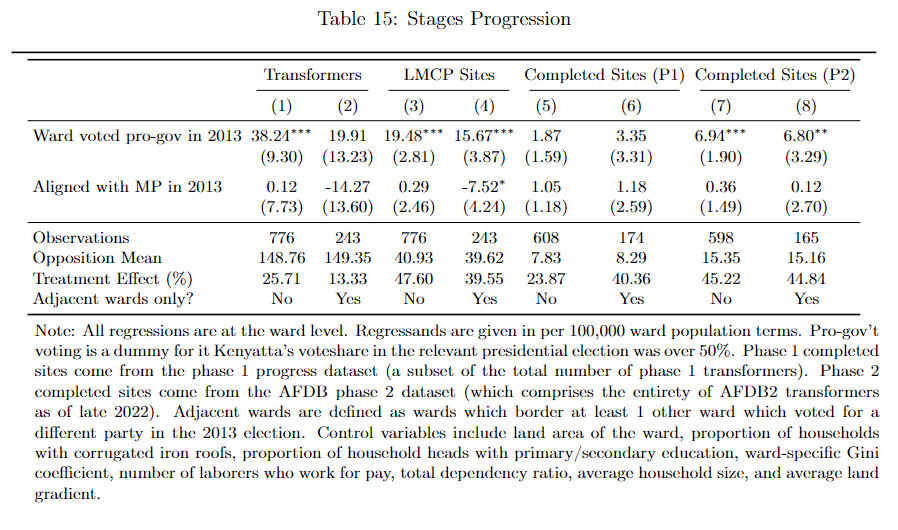 Table 15: Stages Progression
Transformers LMCP Sites Completed Sites (P1) Completed Sites (P2)
(1) (2) (3) (4) (5) (6) (7) (8)
Ward voted pro-gov in 2013 38.24*** 19.91 19.48*** 15.67*** 1.87 3.35 6.94*** 6.80**
(9.30) (13.23) (2.81) (3.87) (1.59) (3.31) (1.90) (3.29)
Aligned with MP in 2013 0.12 -14.27 0.29 -7.52* 1.05 1.18 0.36 0.12
(7.73) (13.60) (2.46) (4.24) (1.18) (2.59) (1.49) (2.70)
Observations 776 243 776 243 608 174 598 165
Opposition Mean 148.76 149.35 40.93 39.62 7.83 8.29 15.35 15.16
Treatment Effect (%) 25.71 13.33 47.60 39.55 23.87 40.36 45.22 44.84
Adjacent wards only? No Yes No Yes No Yes No Yes
Note: All regressions are at the ward level. Regressands are given in per 100,000 ward population terms. Pro-gov't
voting is a dummy for it Kenyatta's voteshare in the relevant presidential election was over 50%. Phase 1 completed
sites come from the phase 1 progress dataset (a subset of the total number of phase 1 transformers). Phase 2
completed sites come from the AFDB phase 2 dataset (which comprises the entirety of AFDB2 transformers
as of late 2022). Adjacent wards are defined as wards which border at least 1 other ward which voted for a
different party in the 2013 election. Control variables include land area of the ward, proportion of households
with corrugated iron roofs, proportion of household heads with primary/secondary education, ward-specific Gini
coefficient, number of laborers who work for pay, total dependency ratio, average household size, and average land
gradient.